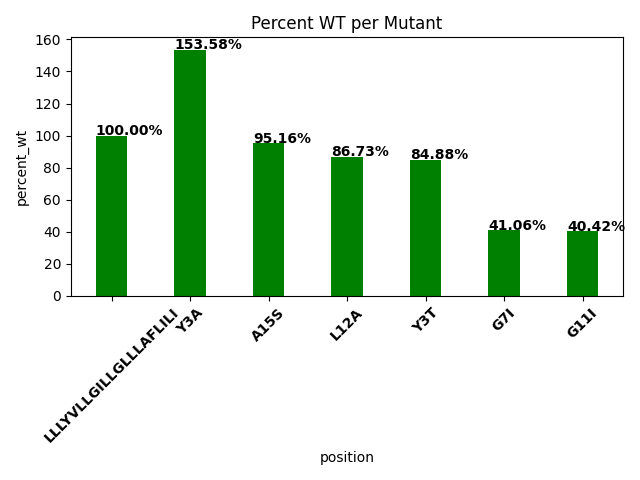 Percent WT per Mutant
percent_wt
160
140
120
100
80
60
40
20
0
100.00%
153.58%
95.16%
86.73%
84.88%
41.06%
40.42%
LLLYVLLGILLGLLLAFLILI
Y3A
A15S
L12A
Y3T
G7I
G11I
position